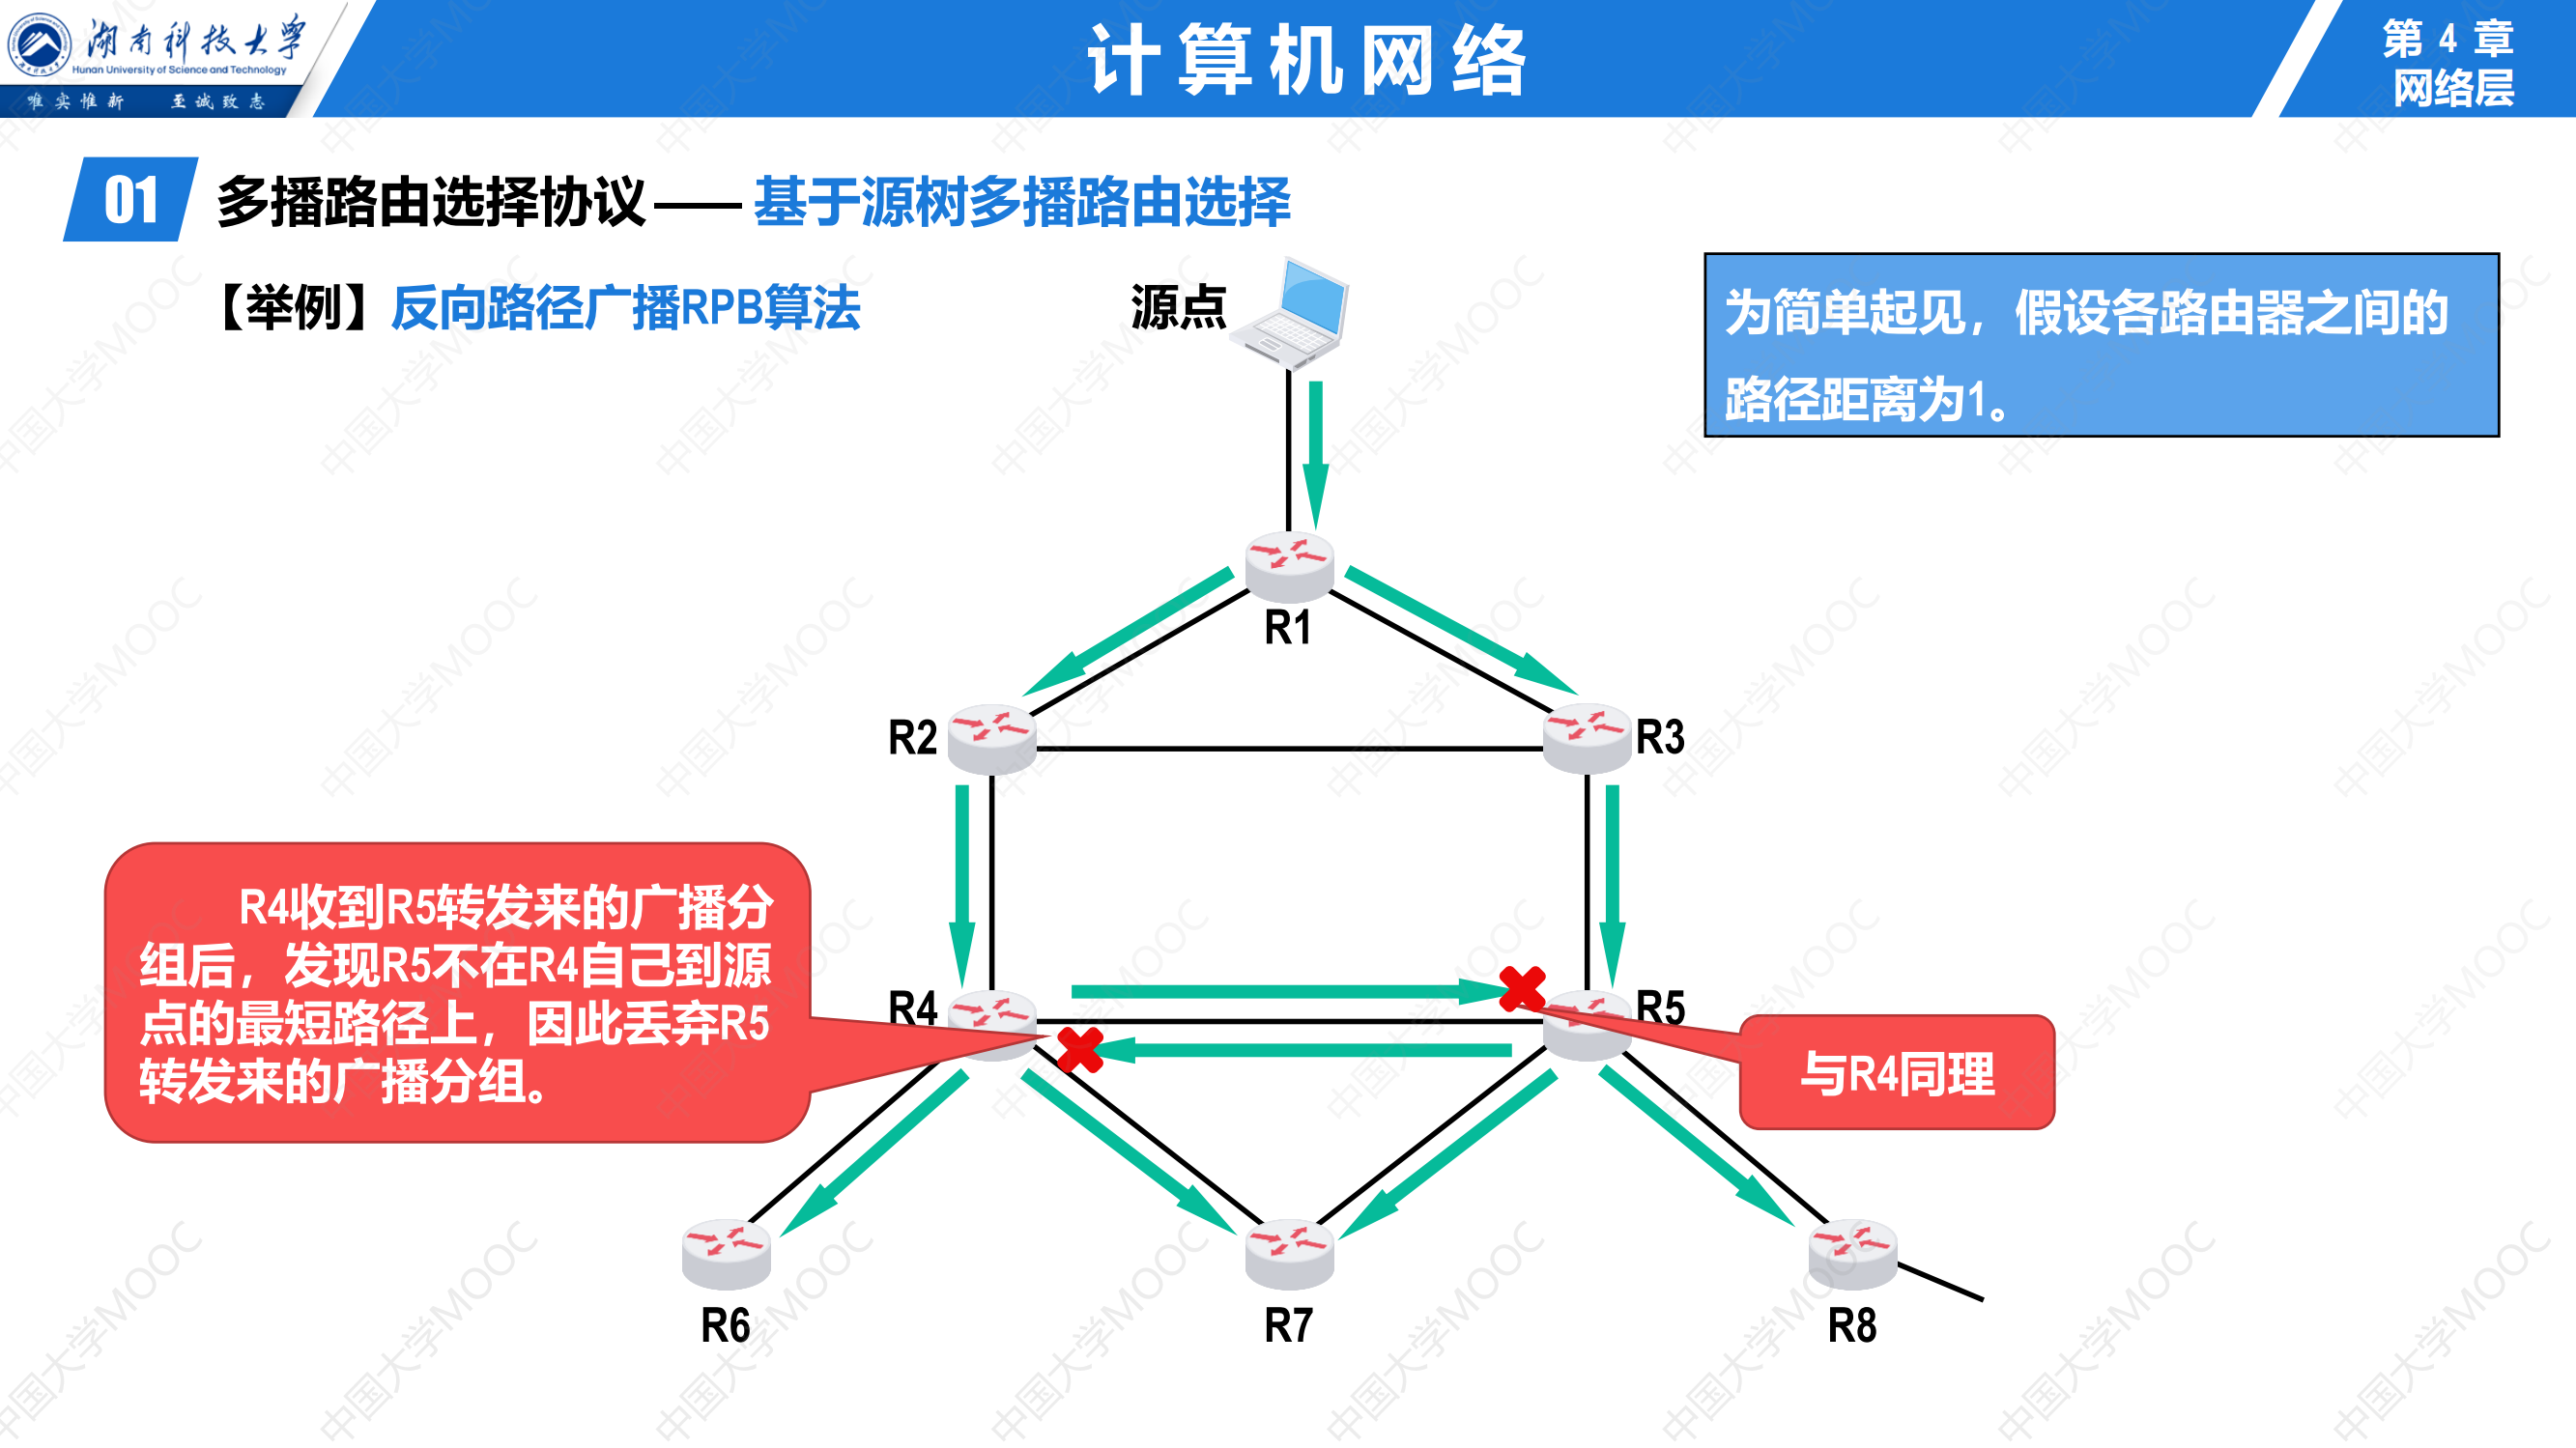 湖南科技大学
Hunan University of Science and Technology
唯实惟新 至诚致志
计算机网络
第 4 章
网络层
01 多播路由选择协议——基于源树多播路由选择
【举例】反向路径广播RPB算法
源点
为简单起见，假设各路由器之间的
路径距离为1。
R1
R2
R3
R4收到R5转发来的广播分
组后，发现R5不在R4自己到源
点的最短路径上，因此丢弃R5
转发来的广播分组。
R4
R5
与R4同理
R6
R7
R8
中国大学MOOC